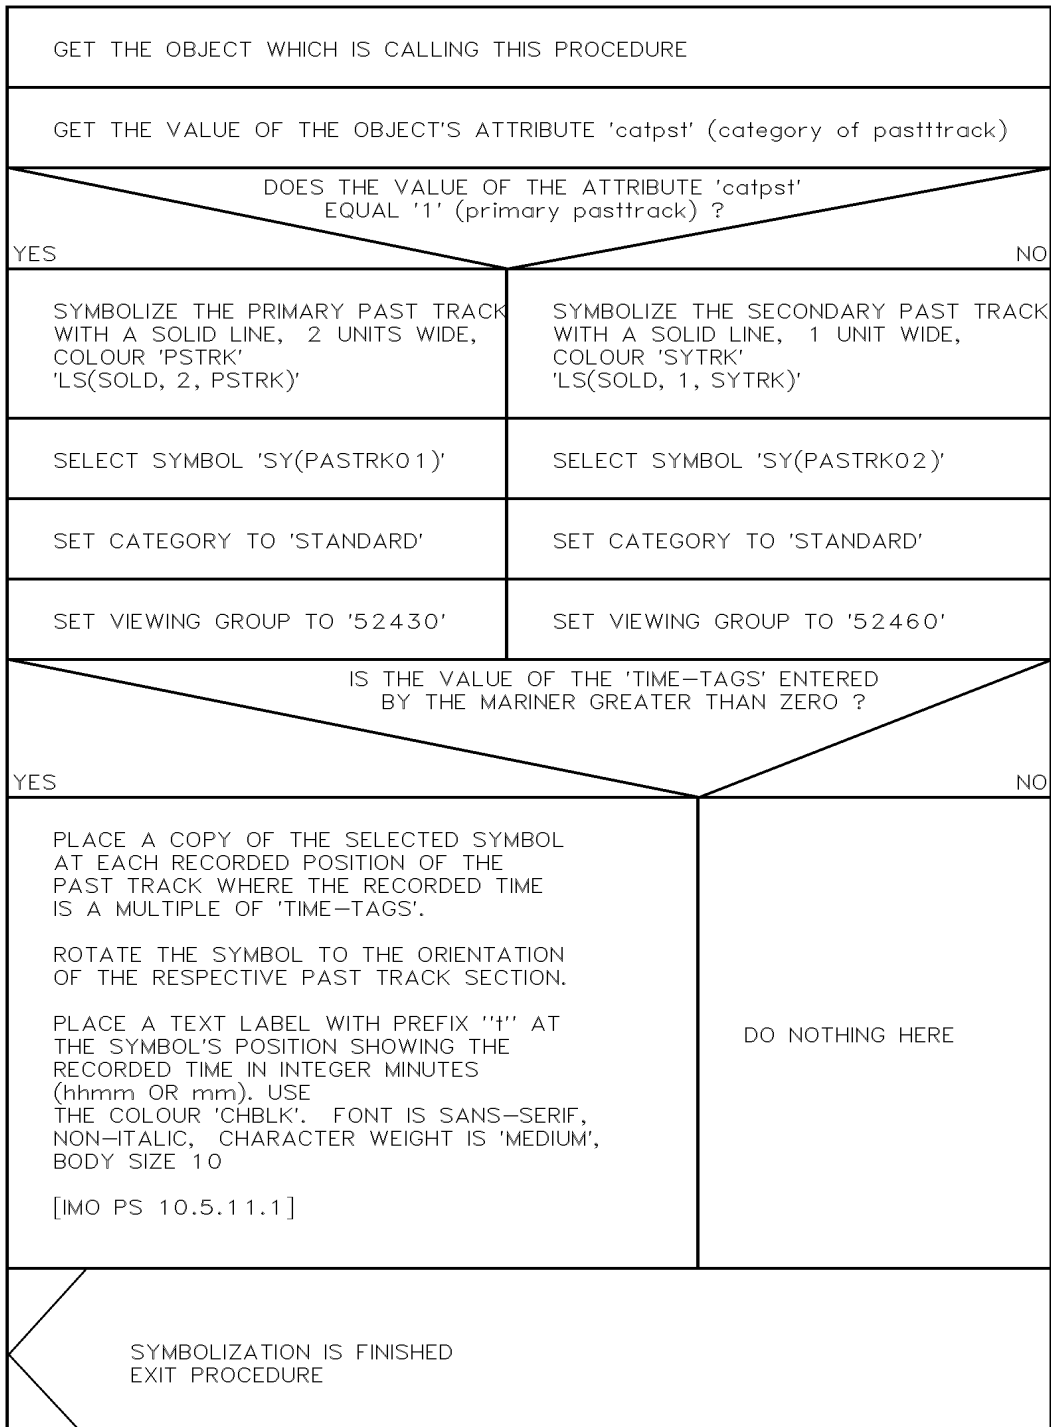 GET THE OBJECT WHICH IS CALLING THIS PROCEDURE
GET THE VALUE OF THE OBJECT'S ATTRIBUTE 'catpst' (category of pastttrack)
DOES THE VALUE OF THE ATTRIBUTE 'catpst'
EQUAL '1' (primary pasttrack) ?
YES
NO
SYMBOLIZE THE PRIMARY PAST TRACK
WITH A SOLID LINE, 2 UNITS WIDE,
COLOUR 'PSTRK'
'LS(SOLD, 2, PSTRK)'
SYMBOLIZE THE SECONDARY PAST TRACK
WITH A SOLID LINE, 1 UNIT WIDE,
COLOUR 'SYTRK'
'LS(SOLD, 1, SYTRK)'
SELECT SYMBOL 'SY(PASTRK01)'
SELECT SYMBOL 'SY(PASTRK02)'
SET CATEGORY TO 'STANDARD'
SET CATEGORY TO 'STANDARD'
SET VIEWING GROUP TO '52430'
SET VIEWING GROUP TO '52460'
IS THE VALUE OF THE 'TIME-TAGS' ENTERED
BY THE MARINER GREATER THAN ZERO ?
YES
NO
PLACE A COPY OF THE SELECTED SYMBOL
AT EACH RECORDED POSITION OF THE
PAST TRACK WHERE THE RECORDED TIME
IS A MULTIPLE OF 'TIME-TAGS'.
ROTATE THE SYMBOL TO THE ORIENTATION
OF THE RESPECTIVE PAST TRACK SECTION.
PLACE A TEXT LABEL WITH PREFIX ''t'' AT
THE SYMBOL'S POSITION SHOWING THE
RECORDED TIME IN INTEGER MINUTES
(hhmm OR mm). USE
THE COLOUR 'CHBLK'. FONT IS SANS-SERIF,
NON-ITALIC, CHARACTER WEIGHT IS 'MEDIUM',
BODY SIZE 10
[IMO PS 10.5.11.1]
DO NOTHING HERE
SYMBOLIZATION IS FINISHED
EXIT PROCEDURE